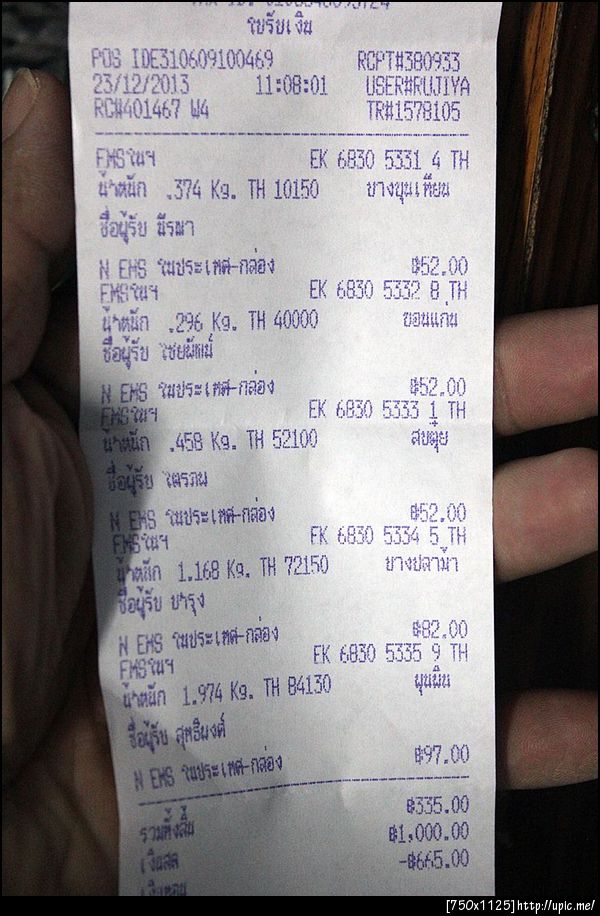 ใบรับเงิน
POS IDE310609100469 RCPT#380933
23/12/2013 11:08:01 USER#RUJIYA
RC#401467 W4 TR#1578105
EMSในฯ EK 6830 5331 4 TH
น้ำหนัก .374 Kg. TH 10150 บางขุนเทียน
ชื่อผู้รับ
N EMS ในประเทศ-กล่อง ฿52.00
EMSในฯ EK 6830 5332 8 TH
น้ำหนัก .296 Kg. TH 40000 ขอนแก่น
ชื่อผู้รับ ไชยพัฒน์
N EMS ในประเทศ-กล่อง ฿52.00
EMSในฯ EK 6830 5333 1 TH
น้ำหนัก .458 Kg. TH 52100 สบตุ๋ย
ชื่อผู้รับ ไตรภพ
N EMS ในประเทศ-กล่อง ฿52.00
EMSในฯ EK 6830 5334 5 TH
น้ำหนัก 1.168 Kg. TH 72150 บางปลาม้า
ชื่อผู้รับ บำรุง
N EMS ในประเทศ-กล่อง ฿82.00
EMSในฯ EK 6830 5335 9 TH
น้ำหนัก 1.974 Kg. TH 84130 พุนพิน
ชื่อผู้รับ สุทธิพงศ์
N EMS ในประเทศ-กล่อง ฿97.00
รวมทั้งสิ้น ฿335.00
เงินสด ฿1,000.00
เงินทอน -฿665.00
[750x1125]http://upic.me/